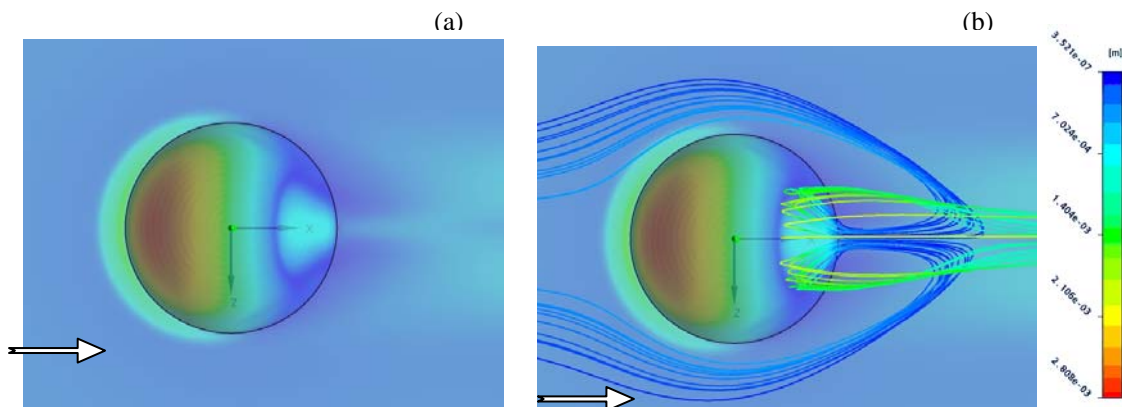 (a)
X
Z
(b)
Z
[m]
3.521e-07
7.024e-04
1.404e-03
2.106e-03
2.808e-03